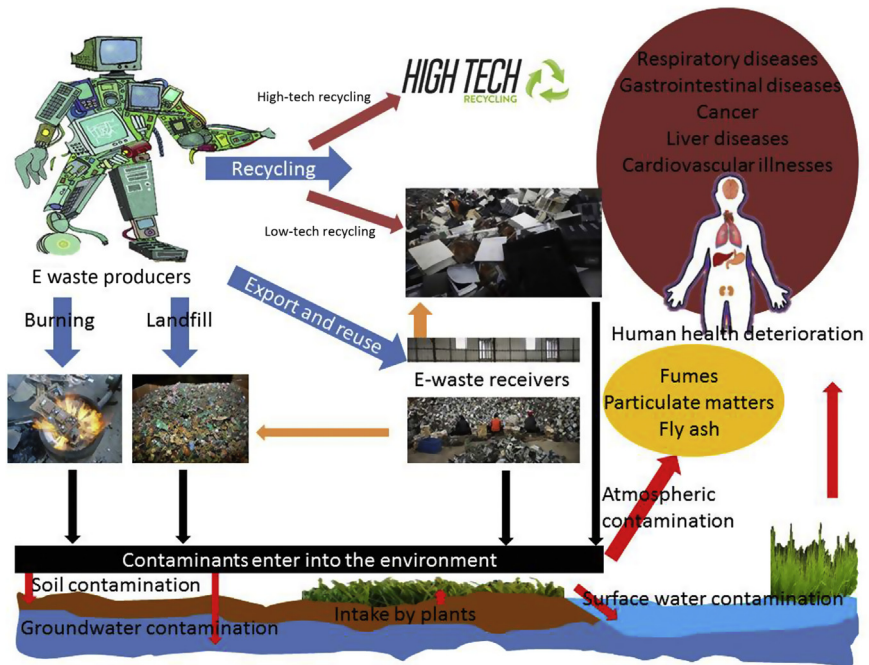 HIGH TECH
RECYCLING
High-tech recycling
Recycling
Low-tech recycling
E waste producers
Burning
Landfill
Export and reuse
E-waste receivers
Respiratory diseases
Gastrointestinal diseases
Cancer
Liver diseases
Cardiovascular illnesses
Human health deterioration
Fumes
Particulate matters
Fly ash
Atmospheric
contamination
Contaminants enter into the environment
Soil contamination
Groundwater contamination
Intake by plants
Surface water contamination